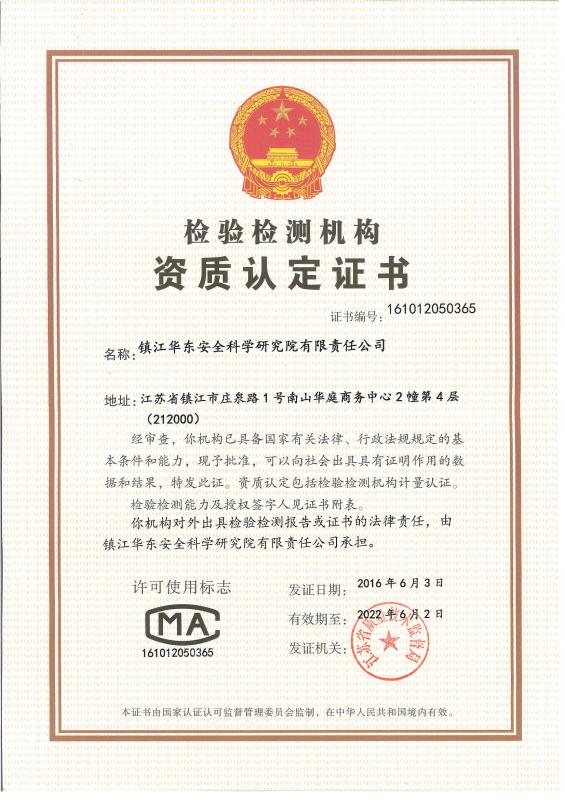 检验检测机构
资质认定证书
证书编号：161012050365
名称：镇江华东安全科学研究院有限责任公司
地址：江苏省镇江市庄泉路1号南山华庭商务中心2幢第4层
（212000）
经审查，你机构已具备国家有关法律、行政法规规定的基
本条件和能力，现予批准，可以向社会出具具有证明作用的数
据和结果，特发此证。资质认定包括检验检测机构计量认证。
检验检测能力及授权签字人见证书附表。
你机构对外出具检验检测报告或证书的法律责任，由
镇江华东安全科学研究院有限责任公司承担。
许可使用标志
MA
161012050365
发证日期：2016年6月3日
有效期至：2022年6月2日
发证机关：
江苏省质量技术监督局
本证书由国家认证认可监督管理委员会监制，在中华人民共和国境内有效。